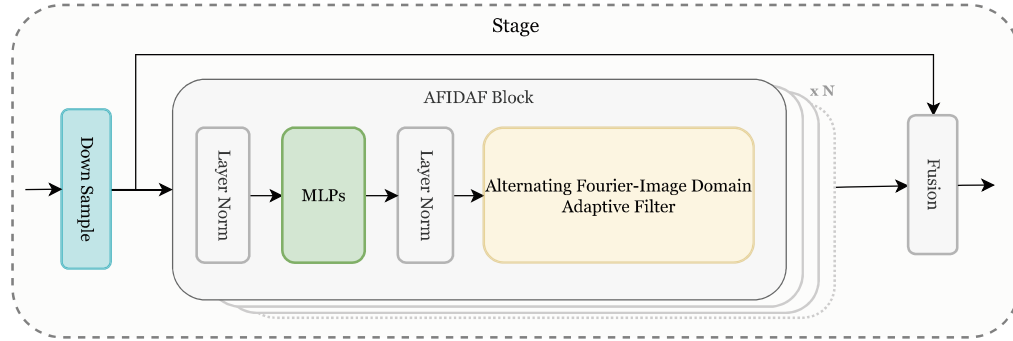 Stage
x N
AFIDAF Block
Down Sample
Layer Norm
MLPs
Layer Norm
Alternating Fourier-Image Domain
Adaptive Filter
Fusion